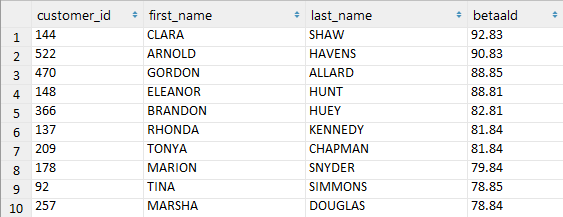 customer_id first_name last_name betaald
1 144 CLARA SHAW 92.83
2 522 ARNOLD HAVENS 90.83
3 470 GORDON ALLARD 88.85
4 148 ELEANOR HUNT 88.81
5 366 BRANDON HUEY 82.81
6 137 RHONDA KENNEDY 81.84
7 209 TONYA CHAPMAN 81.84
8 178 MARION SNYDER 79.84
9 92 TINA SIMMONS 78.85
10 257 MARSHA DOUGLAS 78.84